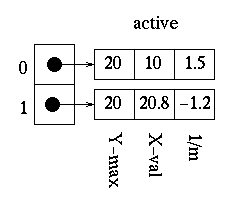 active
0 20 10 1.5
1 20 20.8 −1.2
Y-max X-val 1/m